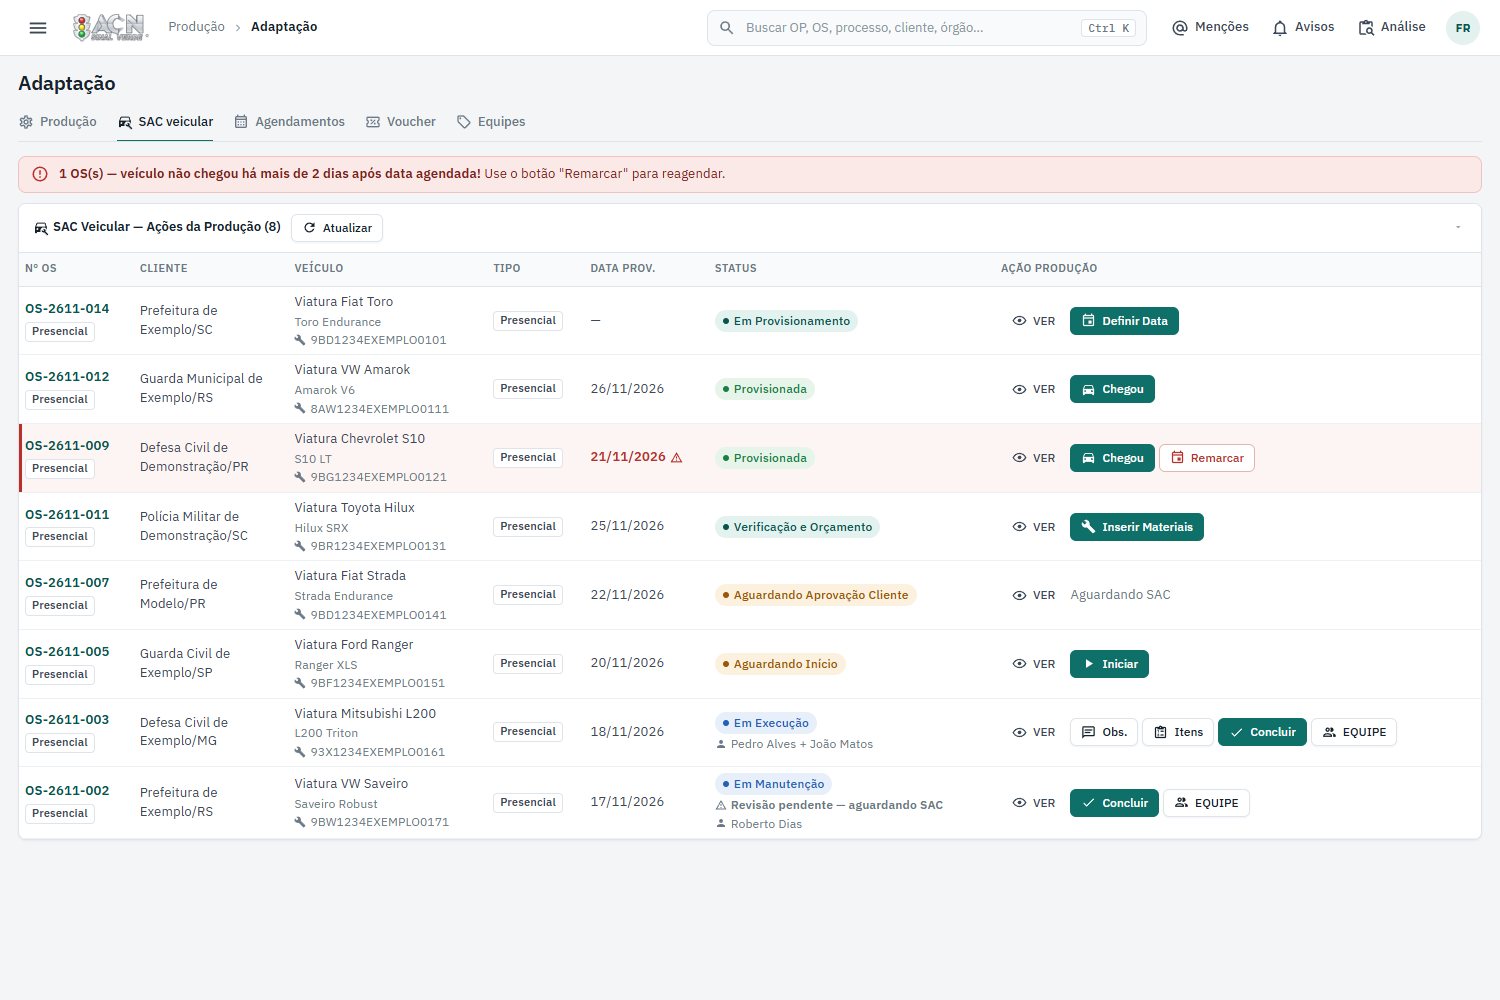 ACN
SINAL VERDE
Produção › Adaptação
Buscar OP, OS, processo, cliente, órgão...
Ctrl K
Menções
Avisos
Análise
FR
Adaptação
Produção
SAC veicular
Agendamentos
Voucher
Equipes
1 OS(s) — veículo não chegou há mais de 2 dias após data agendada! Use o botão "Remarcar" para reagendar.
SAC Veicular — Ações da Produção (8)
Atualizar
Nº OS CLIENTE VEÍCULO TIPO DATA PROV. STATUS AÇÃO PRODUÇÃO
OS-2611-014
Presencial
Prefeitura de
Exemplo/SC
Viatura Fiat Toro
Toro Endurance
9BD1234EXEMPLO0101
Presencial
—
Em Provisionamento
VER
Definir Data
OS-2611-012
Presencial
Guarda Municipal de
Exemplo/RS
Viatura VW Amarok
Amarok V6
8AW1234EXEMPLO0111
Presencial
26/11/2026
Provisionada
VER
Chegou
OS-2611-009
Presencial
Defesa Civil de
Demonstração/PR
Viatura Chevrolet S10
S10 LT
9BG1234EXEMPLO0121
Presencial
21/11/2026
Provisionada
VER
Chegou
Remarcar
OS-2611-011
Presencial
Polícia Militar de
Demonstração/SC
Viatura Toyota Hilux
Hilux SRX
9BR1234EXEMPLO0131
Presencial
25/11/2026
Verificação e Orçamento
VER
Inserir Materiais
OS-2611-007
Presencial
Prefeitura de
Modelo/PR
Viatura Fiat Strada
Strada Endurance
9BD1234EXEMPLO0141
Presencial
22/11/2026
Aguardando Aprovação Cliente
VER
Aguardando SAC
OS-2611-005
Presencial
Guarda Civil de
Exemplo/SP
Viatura Ford Ranger
Ranger XLS
9BF1234EXEMPLO0151
Presencial
20/11/2026
Aguardando Início
VER
Iniciar
OS-2611-003
Presencial
Defesa Civil de
Exemplo/MG
Viatura Mitsubishi L200
L200 Triton
93X1234EXEMPLO0161
Presencial
18/11/2026
Em Execução
Pedro Alves + João Matos
VER
Obs.
Itens
Concluir
EQUIPE
OS-2611-002
Presencial
Prefeitura de
Exemplo/RS
Viatura VW Saveiro
Saveiro Robust
9BW1234EXEMPLO0171
Presencial
17/11/2026
Em Manutenção
Revisão pendente — aguardando SAC
Roberto Dias
VER
Concluir
EQUIPE